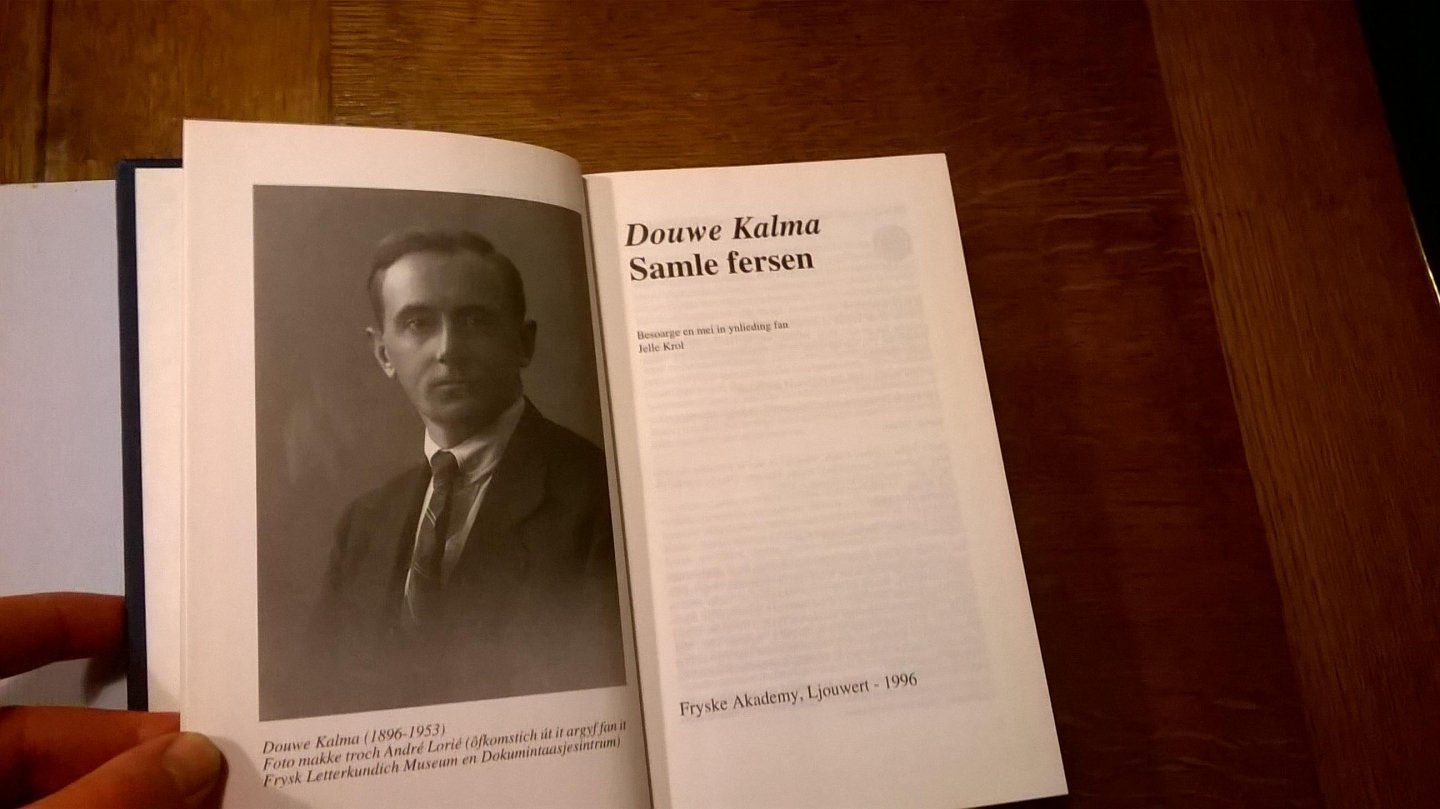 Douwe Kalma (1896-1953)
Foto makke troch André Lorié (ôfkomstich út it argyf fan it
Frysk Letterkundich Museum en Dokumintaasjesintrum)
Douwe Kalma
Samle fersen
Besoarge en mei in ynlieding fan
Jelle Krol
Fryske Akademy, Ljouwert - 1996